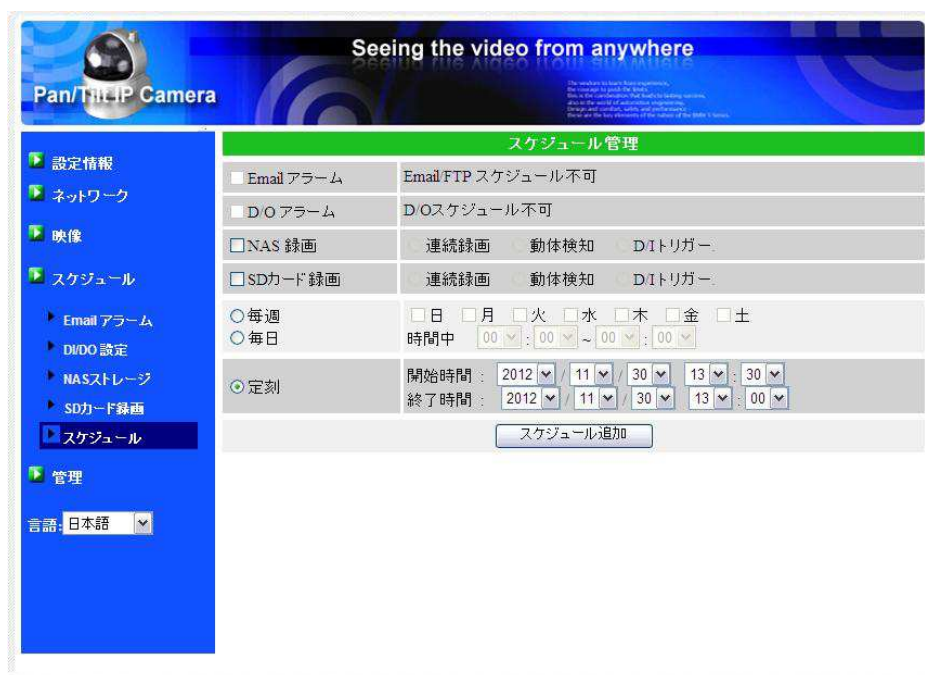 Seeing the video from anywhere
Pan/Tilt IP Camera
設定情報
ネットワーク
映像
スケジュール
Email アラーム
DI/DO 設定
NASストレージ
SDカード録画
スケジュール
管理
言語: 日本語
スケジュール管理
Email アラーム Email/FTP スケジュール不可
D/O アラーム D/Oスケジュール不可
NAS 録画 連続録画 動体検知 D/Iトリガー.
SDカード録画 連続録画 動体検知 D/Iトリガー.
毎週 日 月 火 水 木 金 土
毎日 時間中 00 : 00 ~ 00 : 00
定刻
開始時間 : 2012 / 11 / 30 13 : 30
終了時間 : 2012 / 11 / 30 13 : 00
スケジュール追加